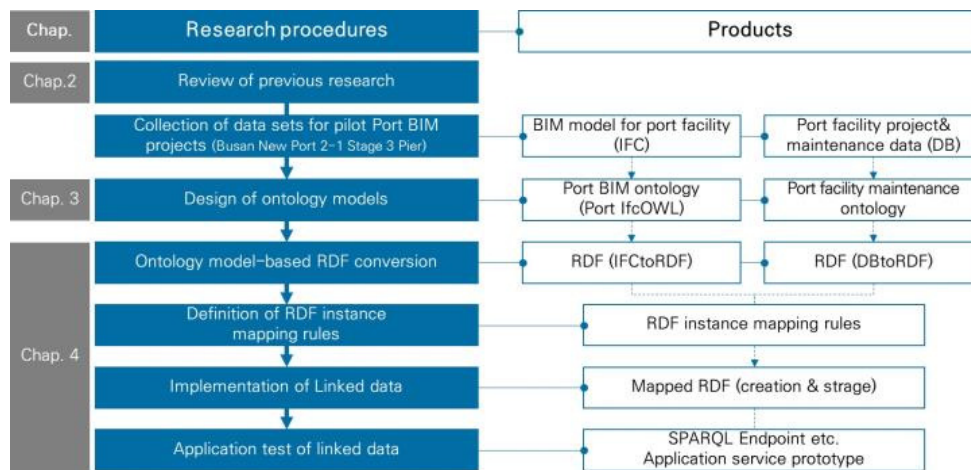 Chap.
Research procedures
Products
Chap.2
Review of previous research
Collection of data sets for pilot Port BIM
projects (Busan New Port 2-1 Stage 3 Pier)
BIM model for port facility
(IFC)
Port facility project&
maintenance data (DB)
Chap. 3
Design of ontology models
Port BIM ontology
(Port IfcOWL)
Port facility maintenance
ontology
Chap. 4
Ontology model-based RDF conversion
RDF (IFCtoRDF)
RDF (DBtoRDF)
Definition of RDF instance
mapping rules
RDF instance mapping rules
Implementation of Linked data
Mapped RDF (creation & strage)
Application test of linked data
SPARQL Endpoint etc.
Application service prototype